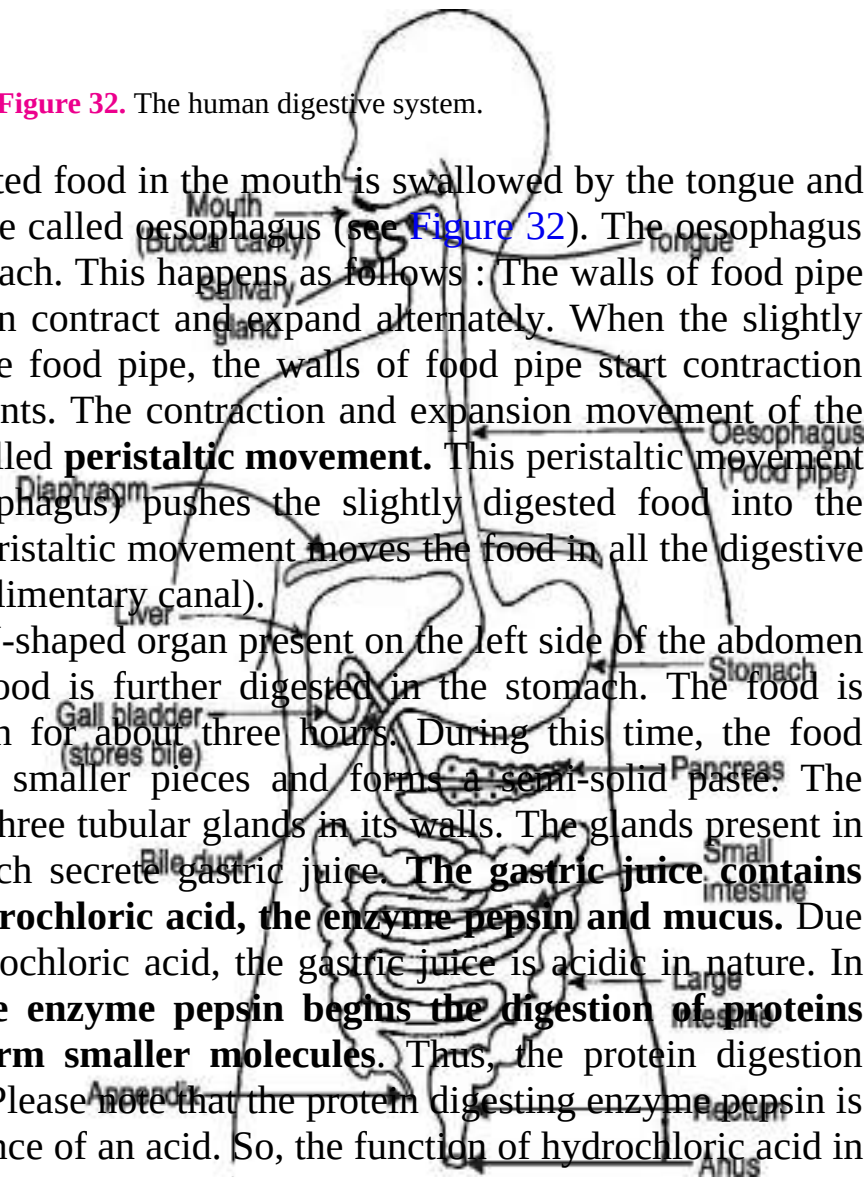 Figure 32. The human digestive system.
ted food in the mouth is swallowed by the tongue and
Mouth
(Buccal cavity)
e called oesophagus (see Figure 32). The oesophagus
Tongue
ach. This happens as follows : The walls of food pipe
Salivary
gland
n contract and expand alternately. When the slightly
e food pipe, the walls of food pipe start contraction
nts. The contraction and expansion movement of the
Oesophagus
(Food pipe)
lled peristaltic movement. This peristaltic movement
Diaphragm
phagus) pushes the slightly digested food into the
ristaltic movement moves the food in all the digestive
limentary canal).
Liver
-shaped organ present on the left side of the abdomen
Stomach
ood is further digested in the stomach. The food is
Gall bladder
(stores bile)
n for about three hours. During this time, the food
Pancreas
smaller pieces and forms a semi-solid paste. The
hree tubular glands in its walls. The glands present in
Bile duct
Small
intestine
ch secrete gastric juice. The gastric juice contains
rochloric acid, the enzyme pepsin and mucus. Due
ochloric acid, the gastric juice is acidic in nature. In
Large
intestine
e enzyme pepsin begins the digestion of proteins
rm smaller molecules. Thus, the protein digestion
Appendix
Please note that the protein digesting enzyme pepsin is
Rectum
nce of an acid. So, the function of hydrochloric acid in
Anus